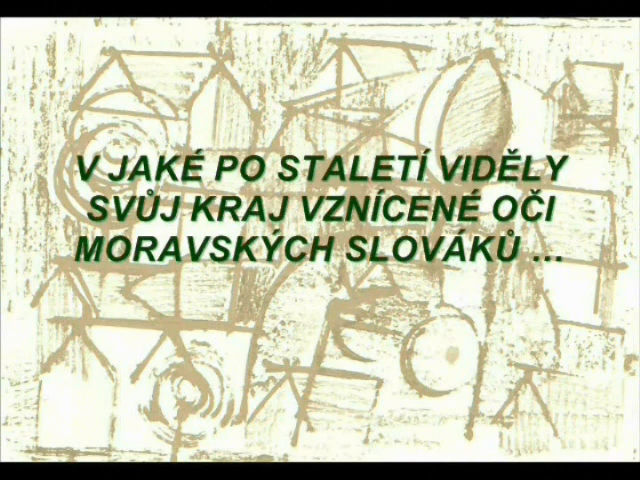 V JAKÉ PO STALETÍ VIDĚLY
SVŮJ KRAJ VZNÍCENÉ OČI
MORAVSKÝCH SLOVÁKŮ ...